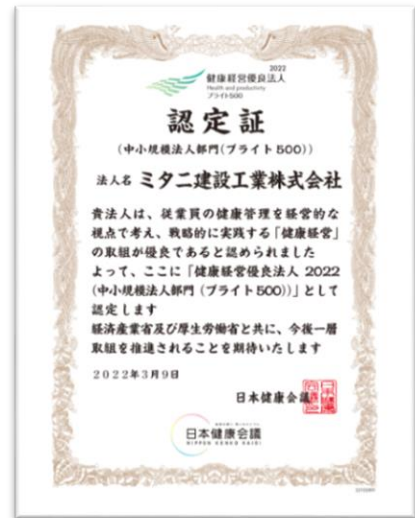 2022
健康経営優良法人
Health and productivity
ブライト500
認定証
(中小規模法人部門(ブライト500))
法人名 ミタニ建設工業株式会社
貴法人は、従業員の健康管理を経営的な
視点で考え、戦略的に実践する「健康経営」
の取組が優良であると認められました
よって、ここに「健康経営優良法人 2022
(中小規模法人部門 (ブライト500))」として
認定します
経済産業省及び厚生労働省と共に、今後一層
取組を推進されることを期待いたします
2022年3月9日
日本健康会議
日本健康会議
NIPPON KENKO KAIGI